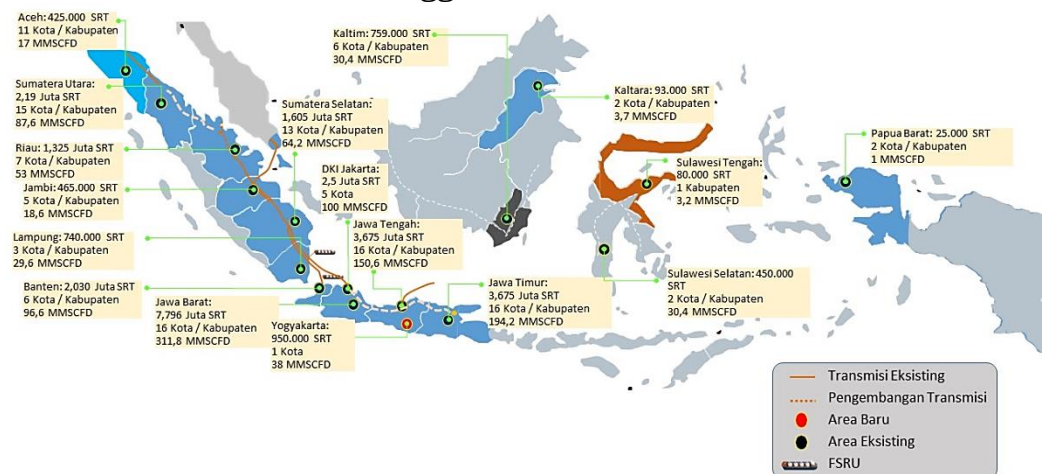 Aceh: 425.000 SRT
11 Kota / Kabupaten
17 MMSCFD
Sumatera Utara:
2,19 Juta SRT
15 Kota / Kabupaten
87,6 MMSCFD
Riau: 1,325 Juta SRT
7 Kota / Kabupaten
53 MMSCFD
Jambi: 465.000 SRT
5 Kota / Kabupaten
18,6 MMSCFD
Lampung: 740.000 SRT
3 Kota / Kabupaten
29,6 MMSCFD
Banten: 2,030 Juta SRT
6 Kota / Kabupaten
96,6 MMSCFD
Sumatera Selatan:
1,605 Juta SRT
13 Kota / Kabupaten
64,2 MMSCFD
DKI Jakarta:
2,5 Juta SRT
5 Kota
100 MMSCFD
Jawa Tengah:
3,675 Juta SRT
16 Kota / Kabupaten
150,6 MMSCFD
Jawa Barat:
7,796 Juta SRT
16 Kota / Kabupaten
311,8 MMSCFD
Yogyakarta:
950.000 SRT
1 Kota
38 MMSCFD
Jawa Timur:
3,675 Juta SRT
16 Kota / Kabupaten
194,2 MMSCFD
Kaltim: 759.000 SRT
6 Kota / Kabupaten
30,4 MMSCFD
Kaltara: 93.000 SRT
2 Kota / Kabupaten
3,7 MMSCFD
Sulawesi Tengah:
80.000 SRT
1 Kabupaten
3,2 MMSCFD
Sulawesi Selatan: 450.000
SRT
2 Kota / Kabupaten
30,4 MMSCFD
Papua Barat: 25.000 SRT
2 Kota / Kabupaten
1 MMSCFD
Transmisi Eksisting
Pengembangan Transmisi
Area Baru
Area Eksisting
FSRU